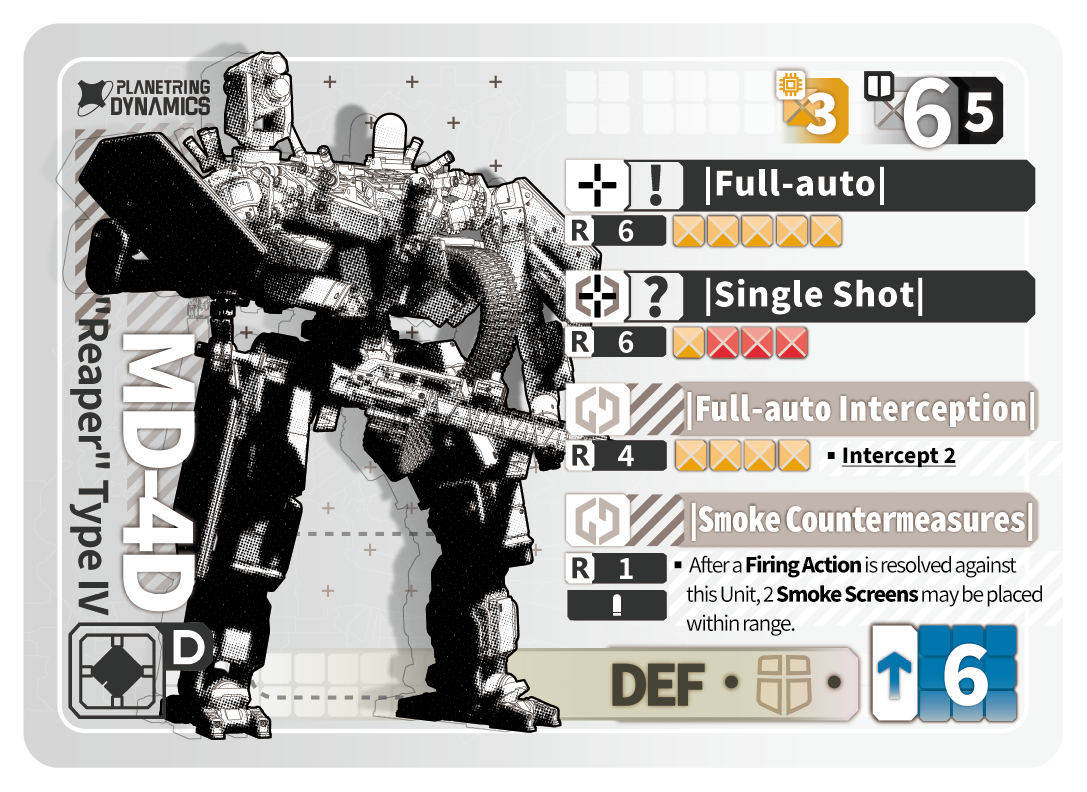 PLANETRING
DYNAMICS
3
6 5
! |Full-auto|
R 6
? |Single Shot|
R 6
|Full-auto Interception|
R 4 ▪ Intercept 2
|Smoke Countermeasures|
R 1
▪ After a Firing Action is resolved against
this Unit, 2 Smoke Screens may be placed
within range.
MD-4D
"Reaper" Type IV
D
DEF • •
6